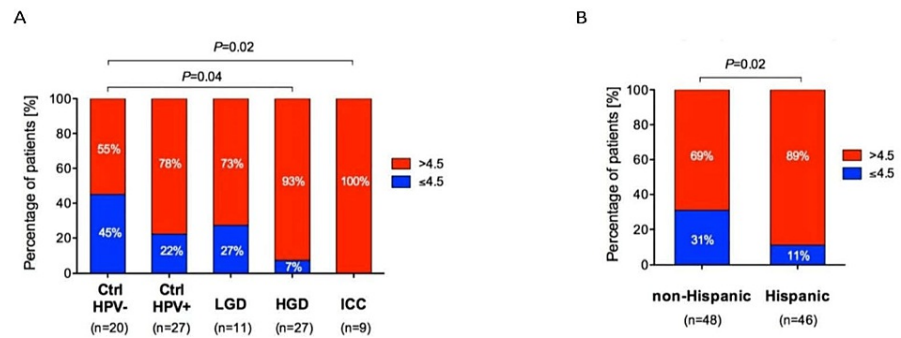 A
P=0.02
P=0.04
Percentage of patients [%]
100
80
60
40
20
0
55%
45%
78%
22%
73%
27%
93%
7%
100%
>4.5
≤4.5
Ctrl HPV-
(n=20)
Ctrl HPV+
(n=27)
LGD
(n=11)
HGD
(n=27)
ICC
(n=9)
B
P=0.02
Percentage of patients [%]
100
80
60
40
20
0
69%
31%
89%
11%
>4.5
≤4.5
non-Hispanic
(n=48)
Hispanic
(n=46)